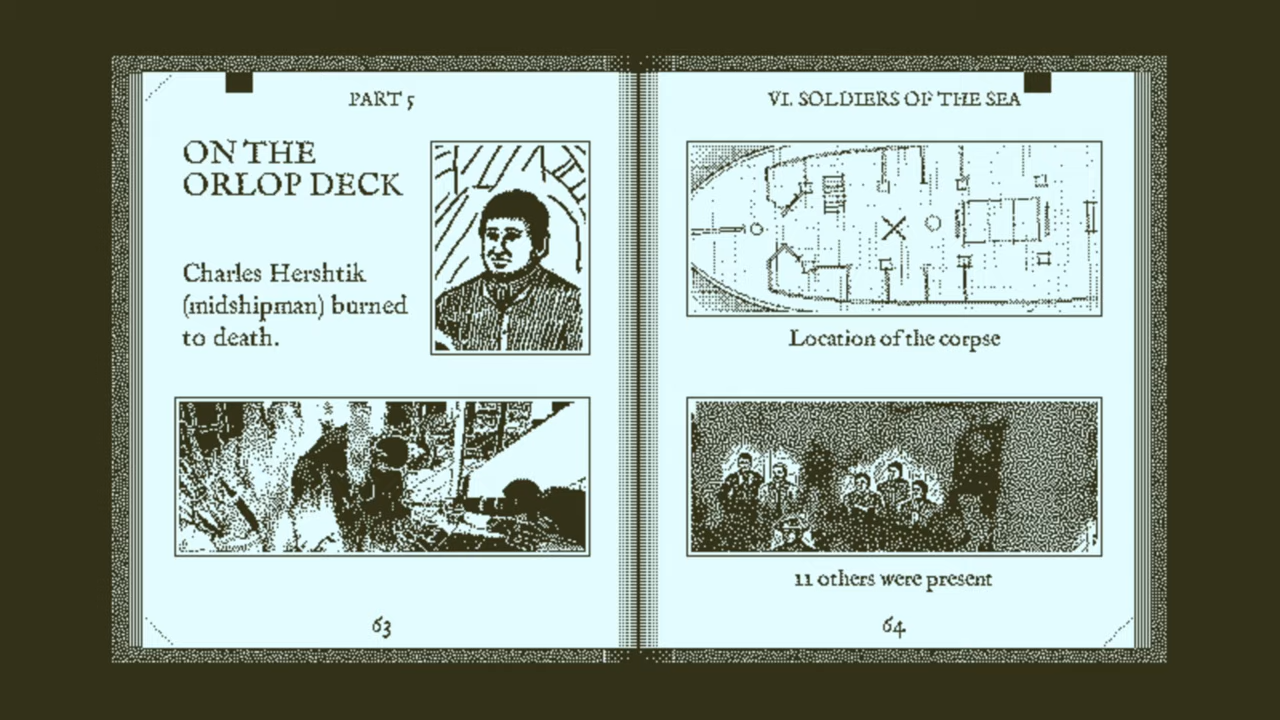 PART 5
ON THE
ORLOP DECK
Charles Hershtik
(midshipman) burned
to death.
63
VI. SOLDIERS OF THE SEA
Location of the corpse
11 others were present
64